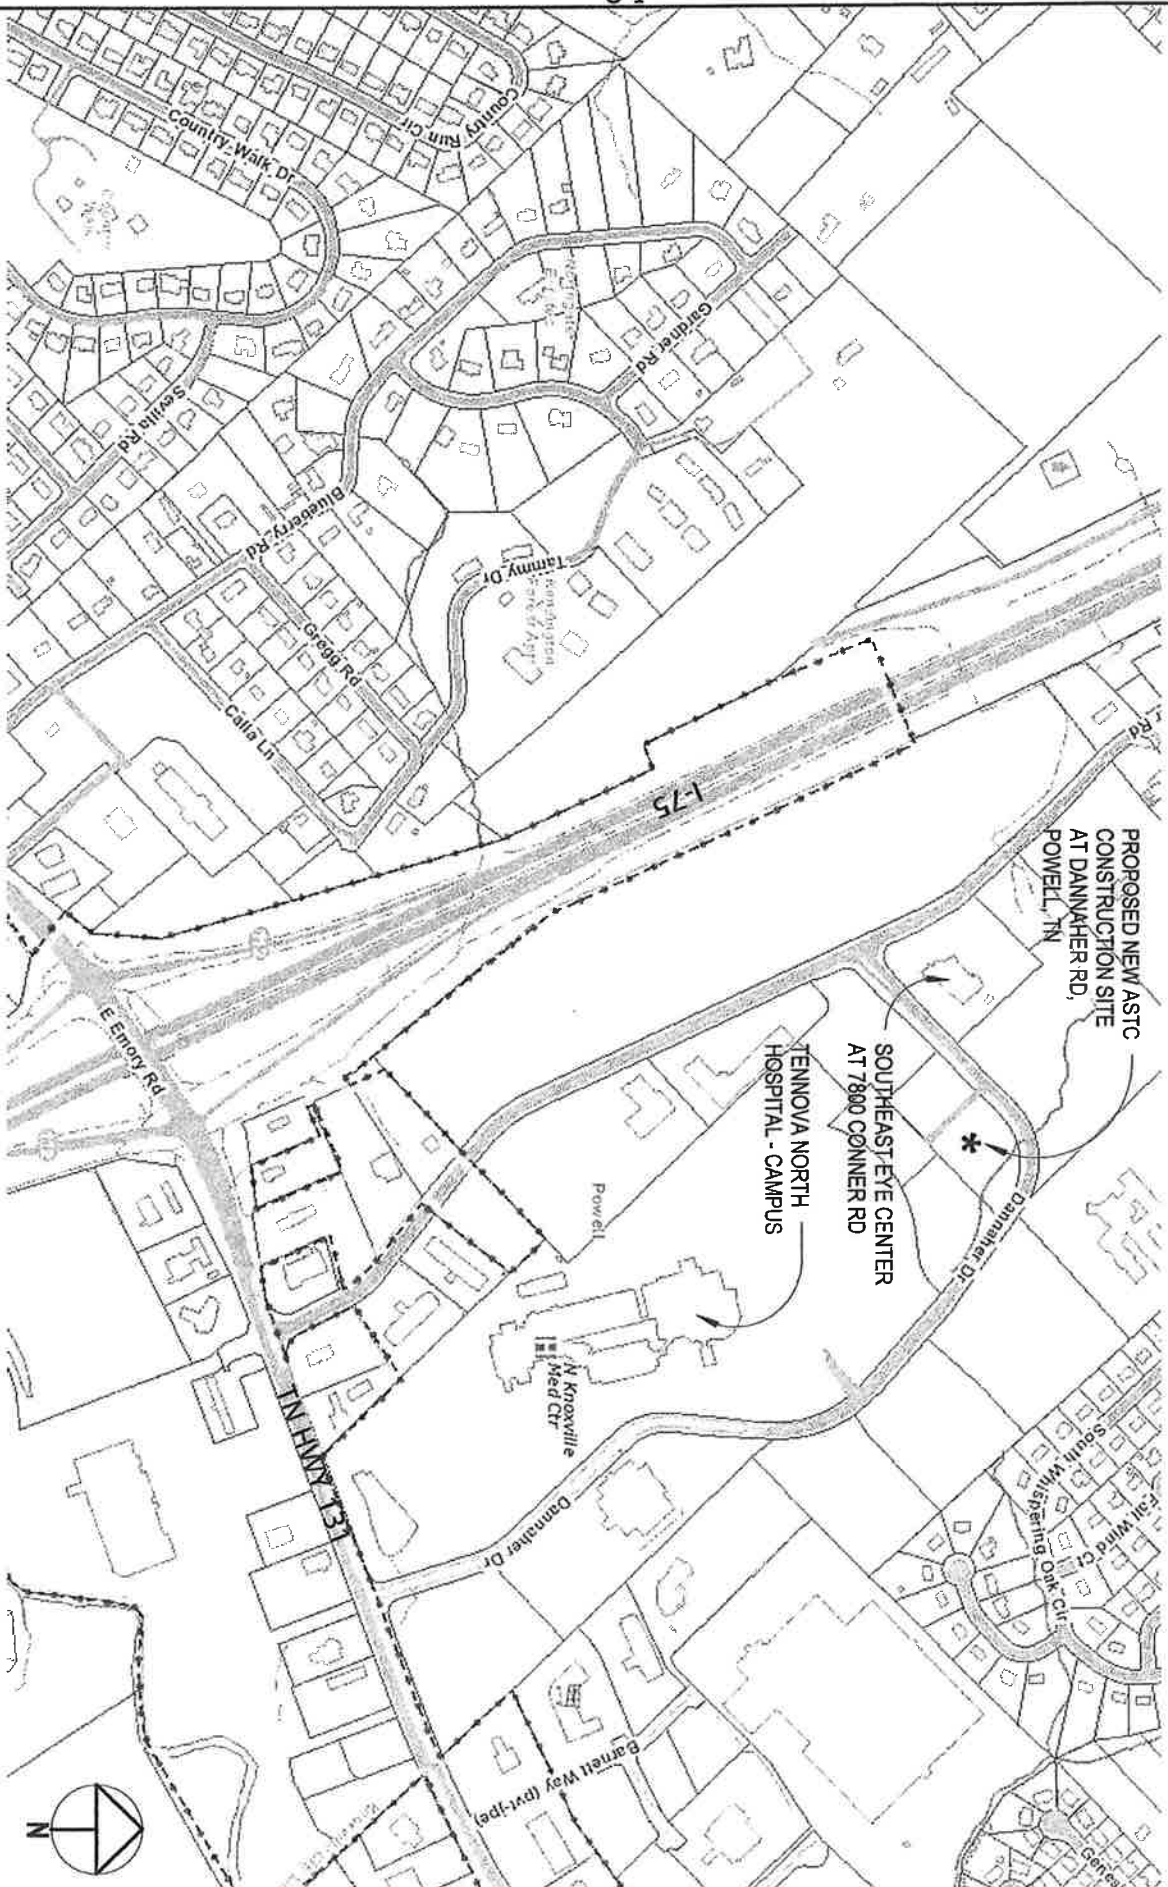 PROPOSED NEW ASTC
CONSTRUCTION SITE
AT DANNAHER RD,
POWELL, TN
SOUTHEAST EYE CENTER
AT 7800 CONNER RD
TENNOVA NORTH
HOSPITAL - CAMPUS
Country Run Cir
Country Walk Dr
Sevilla Rd
Gardner Rd
Blueberry Rd
Tammy Dr
Gregg Rd
Calla Ln
I-75
Rd
E Emory Rd
Powell
N Knoxville
Med Ctr
Dannaher Dr
Dannaher Dr
TN HWY 131
South Whispering Oak Cir
Wind Ct
Barnett Way (pvt-jpe)
N